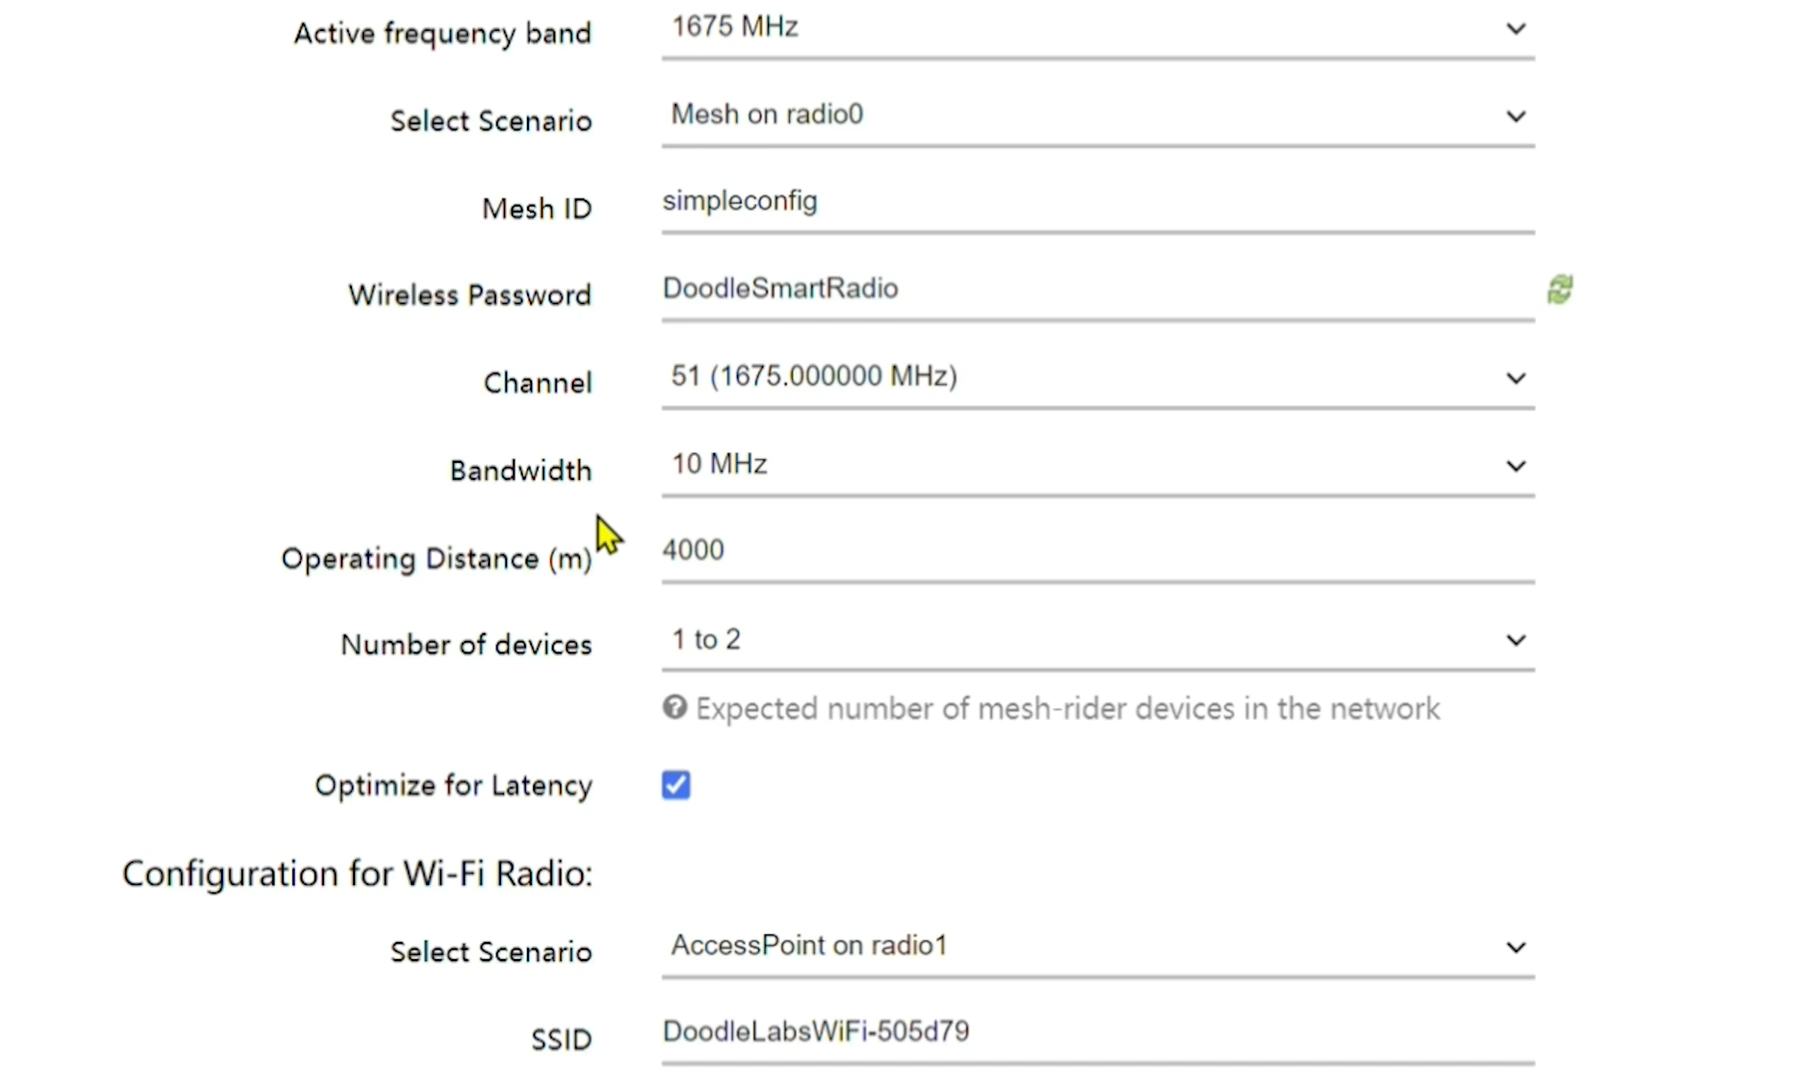 Active frequency band 1675 MHz
Select Scenario Mesh on radio0
Mesh ID simpleconfig
Wireless Password DoodleSmartRadio
Channel 51 (1675.000000 MHz)
Bandwidth 10 MHz
Operating Distance (m) 4000
Number of devices 1 to 2
Expected number of mesh-rider devices in the network
Optimize for Latency
Configuration for Wi-Fi Radio:
Select Scenario AccessPoint on radio1
SSID DoodleLabsWiFi-505d79